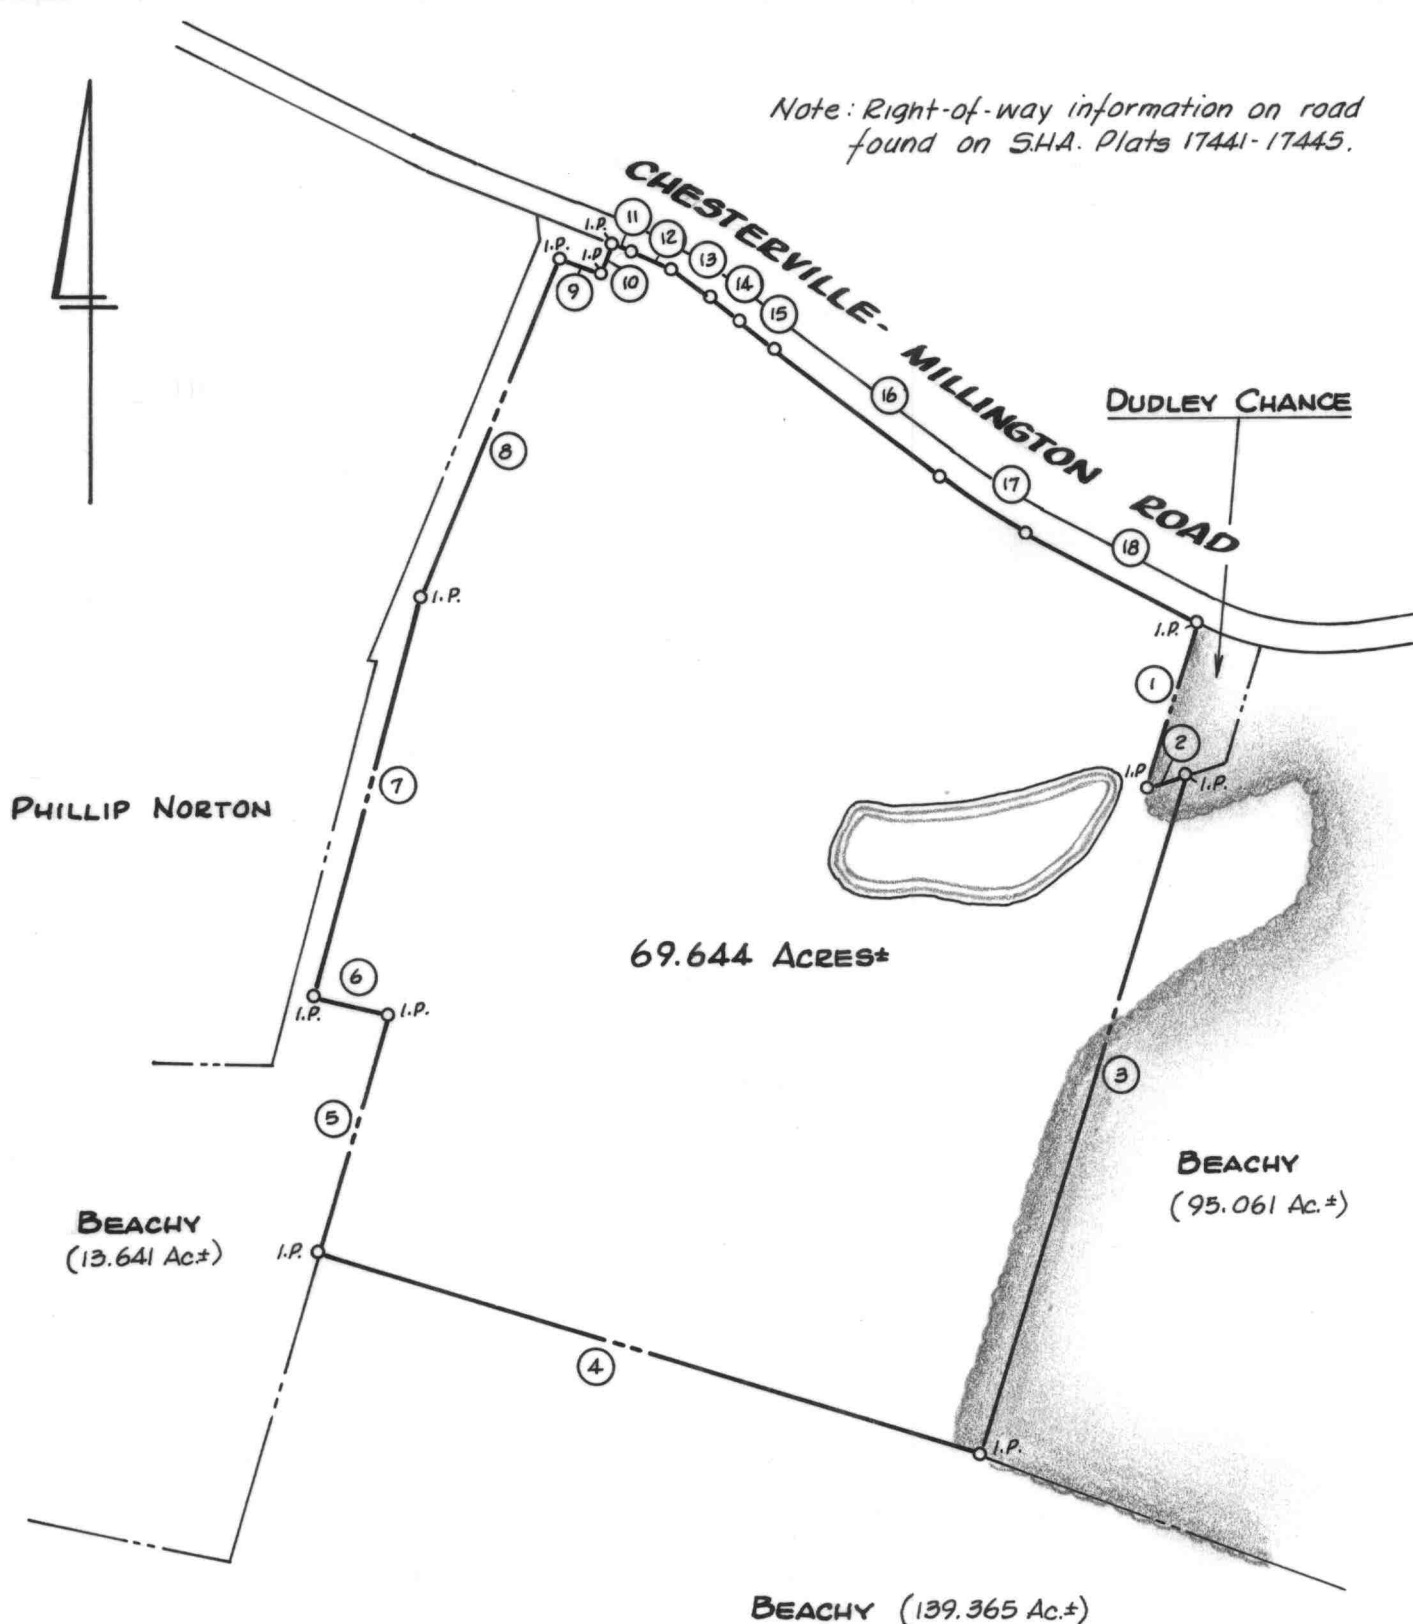 Note: Right-of-way information on road
found on S.H.A. Plats 17441-17445.
CHESTERVILLE- MILLINGTON ROAD
I.P.
11
12
I.P.
I.P
13
9
10
14
15
16
DUDLEY CHANCE
8
17
18
I.P.
I.P.
1
2
I.P
I.P.
7
PHILLIP NORTON
69.644 ACRES±
6
I.P.
I.P.
3
5
BEACHY
(95.061 Ac.±)
BEACHY
(13.641 Ac±)
I.P.
4
I.P.
BEACHY (139.365 Ac.±)